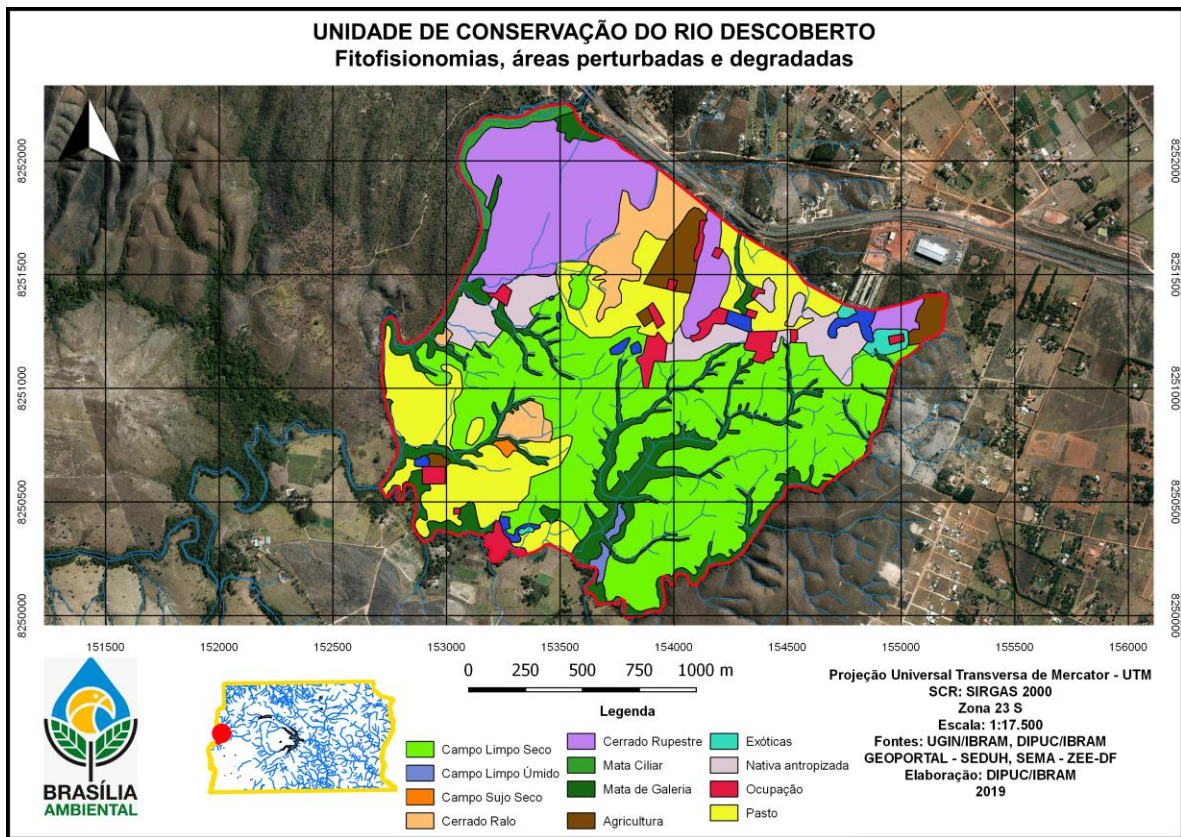 UNIDADE DE CONSERVAÇÃO DO RIO DESCOBERTO
Fitofisionomias, áreas perturbadas e degradadas
8252000
8251500
8251000
8250500
8250000
8252000
8251500
8251000
8250500
8250000
151500
152000
152500
153000
153500
154000
154500
155000
155500
156000
BRASÍLIA
AMBIENTAL
0 250 500 750 1000 m
Legenda
Campo Limpo Seco
Campo Limpo Úmido
Campo Sujo Seco
Cerrado Ralo
Cerrado Rupestre
Mata Ciliar
Mata de Galeria
Agricultura
Exóticas
Nativa antropizada
Ocupação
Pasto
Projeção Universal Transversa de Mercator - UTM
SCR: SIRGAS 2000
Zona 23 S
Escala: 1:17.500
Fontes: UGIN/IBRAM, DIPUC/IBRAM
GEOPORTAL - SEDUH, SEMA - ZEE-DF
Elaboração: DIPUC/IBRAM
2019